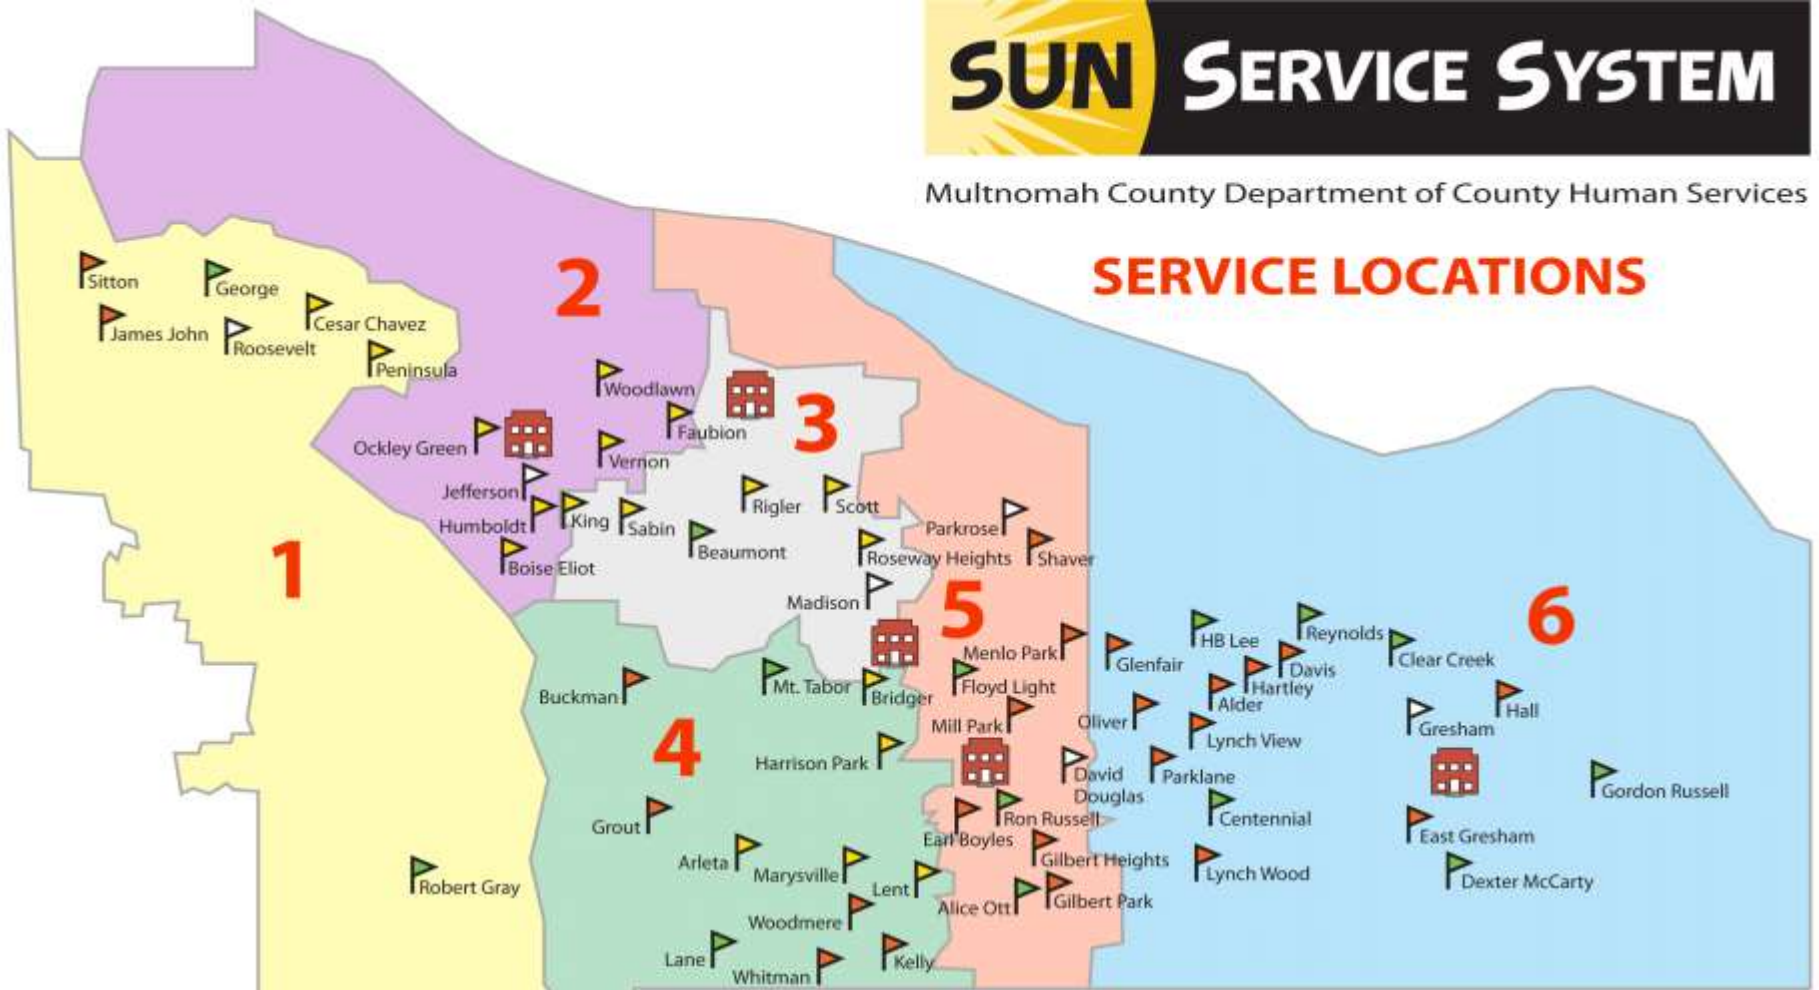 SUN SERVICE SYSTEM
Multnomah County Department of County Human Services
SERVICE LOCATIONS
1
Sitton
George
James John
Roosevelt
Cesar Chavez
Peninsula
Robert Gray
2
Woodlawn
Faubion
Ockley Green
Vernon
Jefferson
Humboldt
Boise Eliot
3
King
Sabin
Rigler
Scott
Beaumont
Roseway Heights
Madison
4
Buckman
Mt. Tabor
Bridger
Harrison Park
Grout
Arleta
Marysville
Lent
Woodmere
Lane
Whitman
Kelly
5
Parkrose
Shaver
Menlo Park
Floyd Light
Mill Park
David
Douglas
Ron Russell
Earl Boyles
Gilbert Heights
Alice Ott
Gilbert Park
6
Glenfair
HB Lee
Reynolds
Clear Creek
Davis
Hartley
Alder
Oliver
Lynch View
Gresham
Hall
Parklane
Centennial
Gordon Russell
East Gresham
Lynch Wood
Dexter McCarty